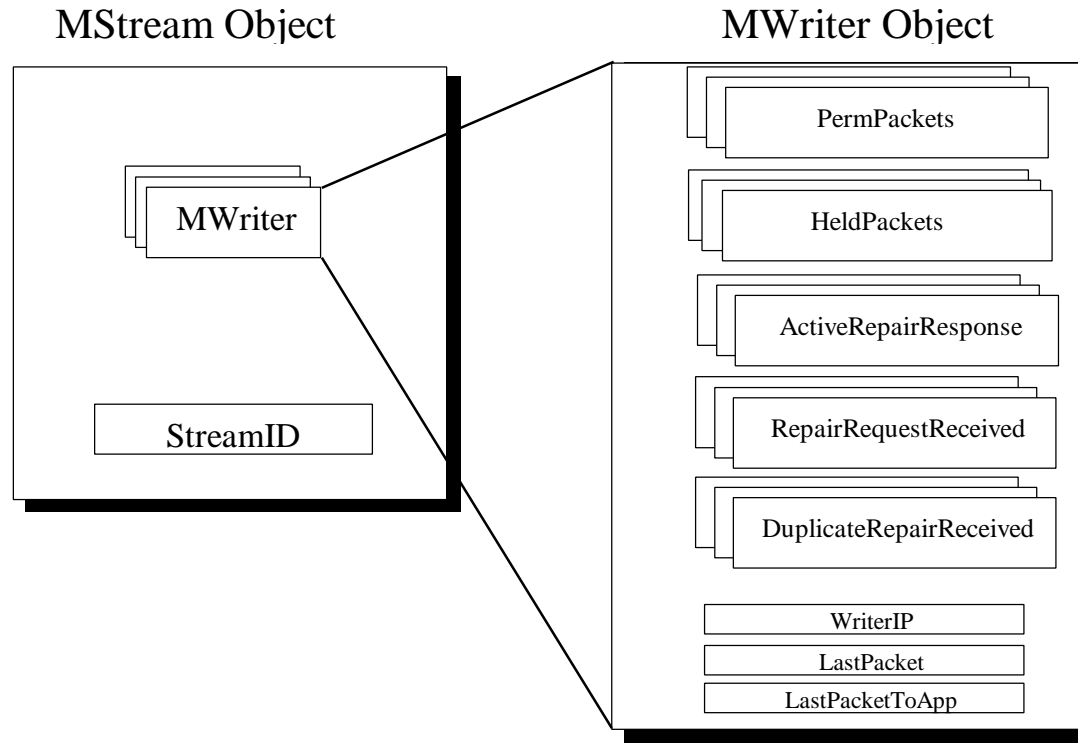 MStream Object
MWriter
StreamID
MWriter Object
PermPackets
HeldPackets
ActiveRepairResponse
RepairRequestReceived
DuplicateRepairReceived
WriterIP
LastPacket
LastPacketToApp